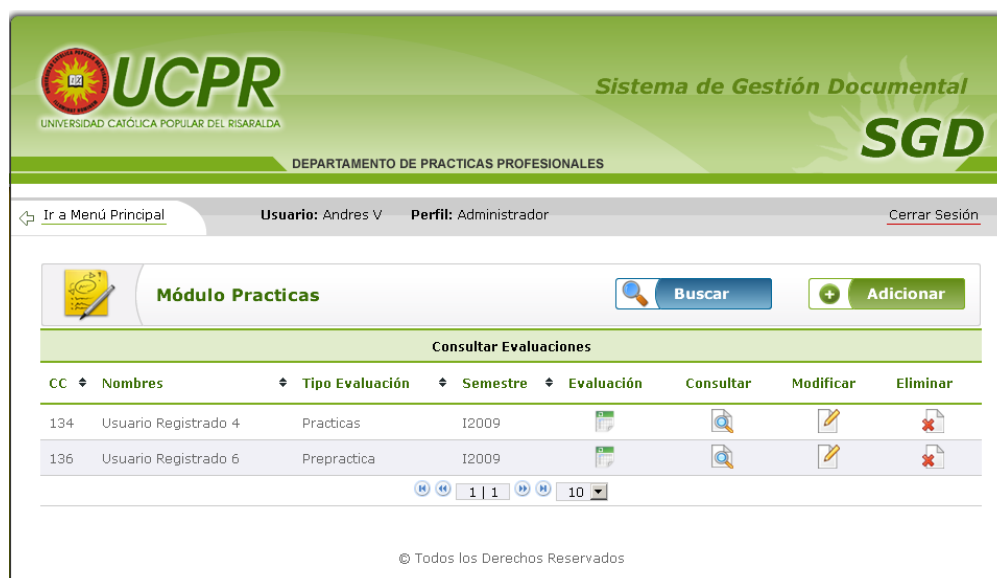 UCPR
UNIVERSIDAD CATÓLICA POPULAR DEL RISARALDA
Sistema de Gestión Documental
SGD
DEPARTAMENTO DE PRACTICAS PROFESIONALES
Ir a Menú Principal Usuario: Andres V Perfil: Administrador Cerrar Sesión
Módulo Practicas Buscar Adicionar
Consultar Evaluaciones
CC Nombres Tipo Evaluación Semestre Evaluación Consultar Modificar Eliminar
134 Usuario Registrado 4 Practicas I2009
136 Usuario Registrado 6 Prepractica I2009
1 | 1 10
© Todos los Derechos Reservados